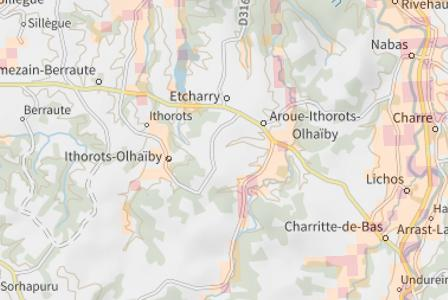 Sillègue
D316
Nabas
mezain-Berraute
Etcharry
Berraute
Ithorots
Aroue-Ithorots-
Olhaïby
Charre
Ithorots-Olhaïby
Lichos
Charritte-de-Bas
Arrast-La
Sorhapuru
Undurein